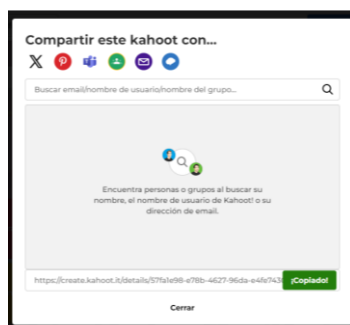 Compartir este kahoot con...
Buscar email/nombre de usuario/nombre del grupo...
Encuentra personas o grupos al buscar su
nombre, el nombre de usuario de Kahoot! o su
dirección de email.
https://create.kahoot.it/details/57fa1e98-e78b-4627-96da-e4fe743
¡Copiado!
Cerrar